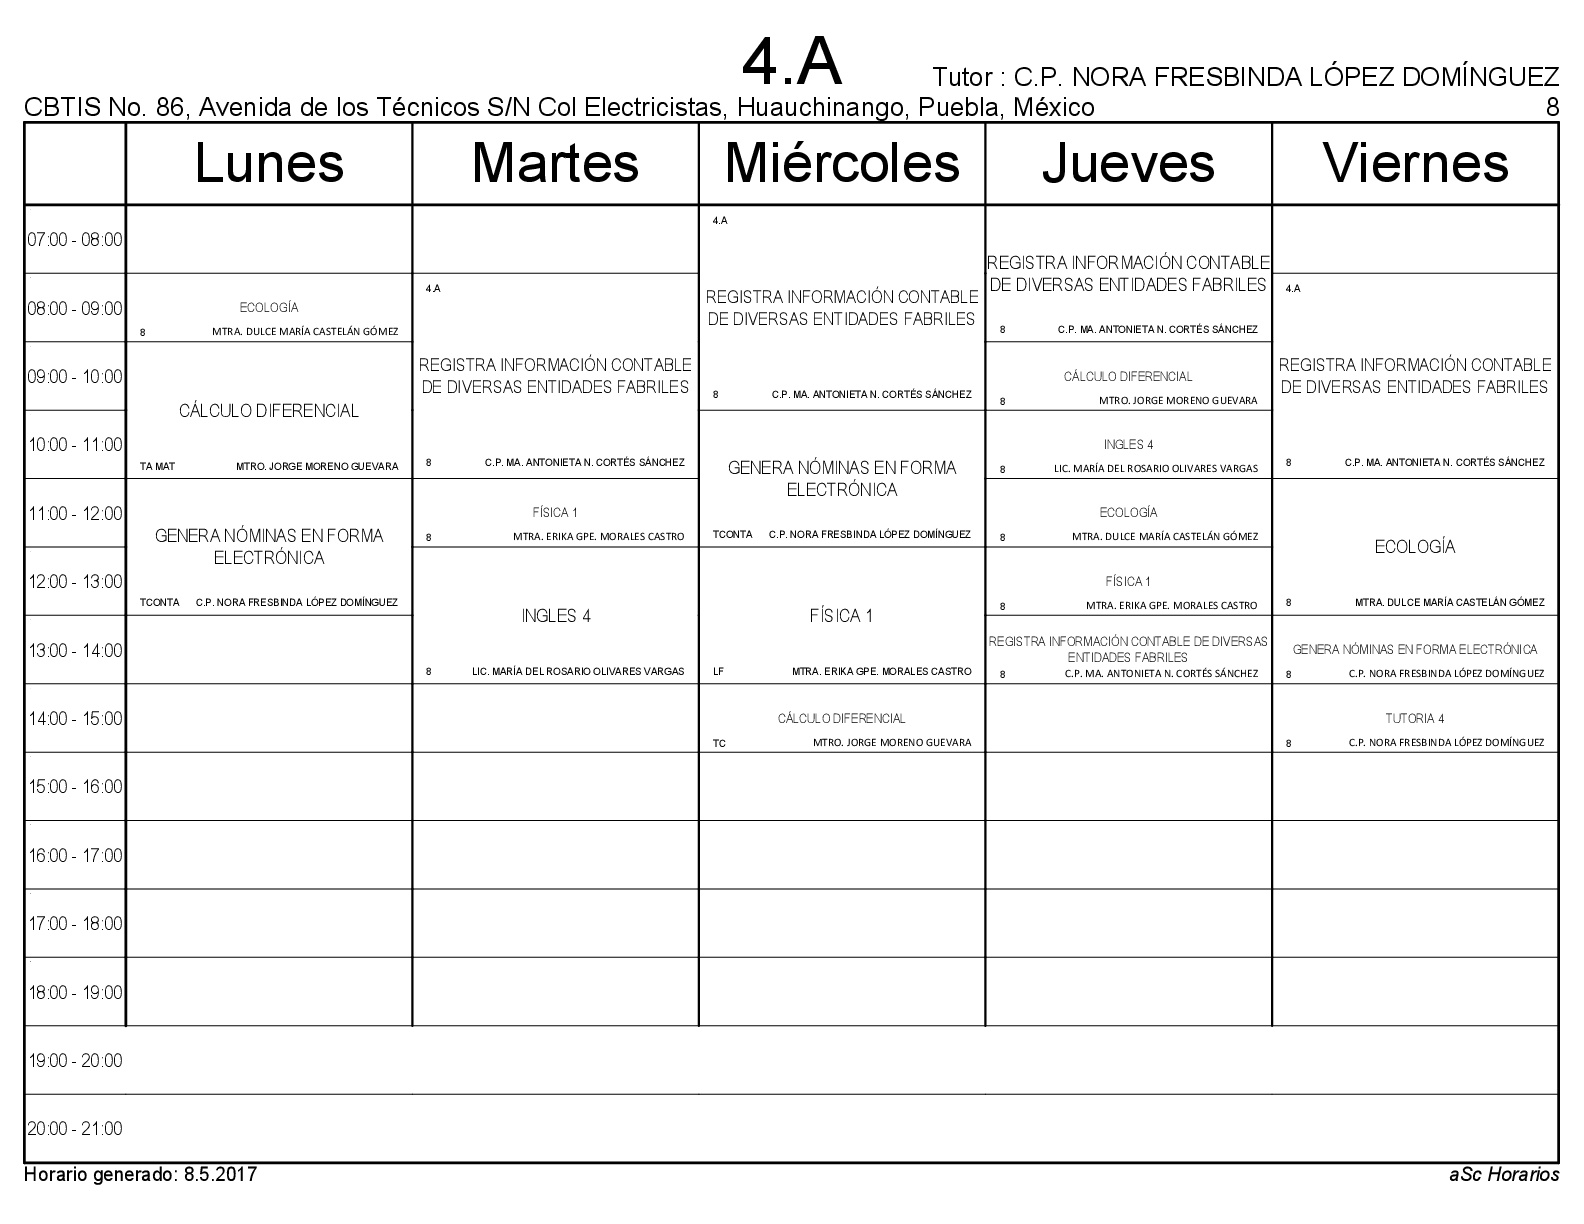 4.A
Tutor : C.P. NORA FRESBINDA LÓPEZ DOMÍNGUEZ
CBTIS No. 86, Avenida de los Técnicos S/N Col Electricistas, Huauchinango, Puebla, México
8
Lunes
Martes
Miércoles
Jueves
Viernes
07:00 - 08:00
08:00 - 09:00
09:00 - 10:00
10:00 - 11:00
11:00 - 12:00
12:00 - 13:00
13:00 - 14:00
14:00 - 15:00
15:00 - 16:00
16:00 - 17:00
17:00 - 18:00
18:00 - 19:00
19:00 - 20:00
20:00 - 21:00
ECOLOGÍA
8 MTRA. DULCE MARÍA CASTELÁN GÓMEZ
CÁLCULO DIFERENCIAL
TA MAT MTRO. JORGE MORENO GUEVARA
GENERA NÓMINAS EN FORMA
ELECTRÓNICA
TCONTA C.P. NORA FRESBINDA LÓPEZ DOMÍNGUEZ
4.A
REGISTRA INFORMACIÓN CONTABLE
DE DIVERSAS ENTIDADES FABRILES
8 C.P. MA. ANTONIETA N. CORTÉS SÁNCHEZ
FÍSICA 1
8 MTRA. ERIKA GPE. MORALES CASTRO
INGLES 4
8 LIC. MARÍA DEL ROSARIO OLIVARES VARGAS
4.A
REGISTRA INFORMACIÓN CONTABLE
DE DIVERSAS ENTIDADES FABRILES
8 C.P. MA. ANTONIETA N. CORTÉS SÁNCHEZ
GENERA NÓMINAS EN FORMA
ELECTRÓNICA
TCONTA C.P. NORA FRESBINDA LÓPEZ DOMÍNGUEZ
FÍSICA 1
LF MTRA. ERIKA GPE. MORALES CASTRO
CÁLCULO DIFERENCIAL
TC MTRO. JORGE MORENO GUEVARA
REGISTRA INFORMACIÓN CONTABLE
DE DIVERSAS ENTIDADES FABRILES
8 C.P. MA. ANTONIETA N. CORTÉS SÁNCHEZ
CÁLCULO DIFERENCIAL
8 MTRO. JORGE MORENO GUEVARA
INGLES 4
8 LIC. MARÍA DEL ROSARIO OLIVARES VARGAS
ECOLOGÍA
8 MTRA. DULCE MARÍA CASTELÁN GÓMEZ
FÍSICA 1
8 MTRA. ERIKA GPE. MORALES CASTRO
REGISTRA INFORMACIÓN CONTABLE DE DIVERSAS
ENTIDADES FABRILES
8 C.P. MA. ANTONIETA N. CORTÉS SÁNCHEZ
4.A
REGISTRA INFORMACIÓN CONTABLE
DE DIVERSAS ENTIDADES FABRILES
8 C.P. MA. ANTONIETA N. CORTÉS SÁNCHEZ
ECOLOGÍA
8 MTRA. DULCE MARÍA CASTELÁN GÓMEZ
GENERA NÓMINAS EN FORMA ELECTRÓNICA
8 C.P. NORA FRESBINDA LÓPEZ DOMÍNGUEZ
TUTORIA 4
8 C.P. NORA FRESBINDA LÓPEZ DOMÍNGUEZ
Horario generado: 8.5.2017
aSc Horarios